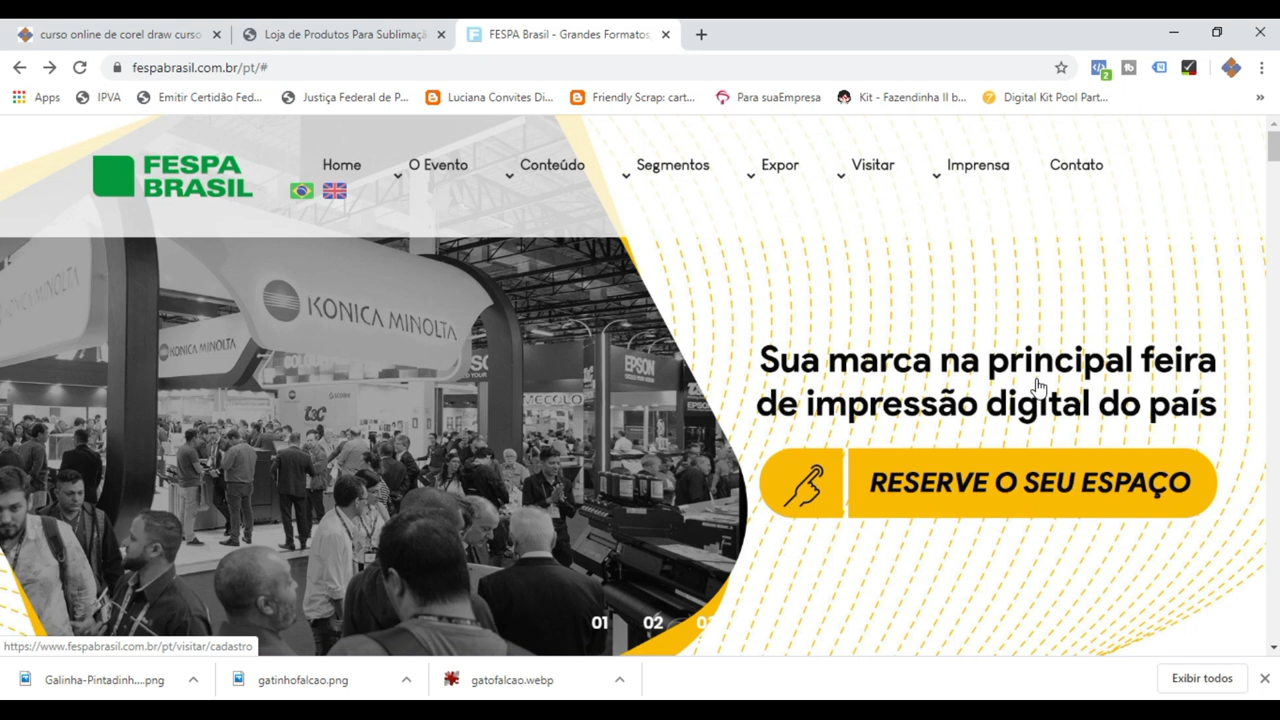 curso online de corel draw curso
Loja de Produtos Para Sublimaçã
FESPA Brasil - Grandes Formatos,
fespabrasil.com.br/pt/#
2
Apps
IPVA
Emitir Certidão Fed...
Justiça Federal de P...
Luciana Convites Di...
Friendly Scrap: cart...
Para suaEmpresa
Kit - Fazendinha II b...
Digital Kit Pool Part...
»
FESPA
BRASIL
Home
O Evento
Conteúdo
Segmentos
Expor
Visitar
Imprensa
Contato
KONICA MINOLTA
KONICA MINOLTA
EPSON
Sua marca na principal feira
de impressão digital do país
RESERVE O SEU ESPAÇO
01 02
https://www.fespabrasil.com.br/pt/visitar/cadastro
Galinha-Pintadinh....png
gatinhofalcao.png
gatofalcao.webp
Exibir todos